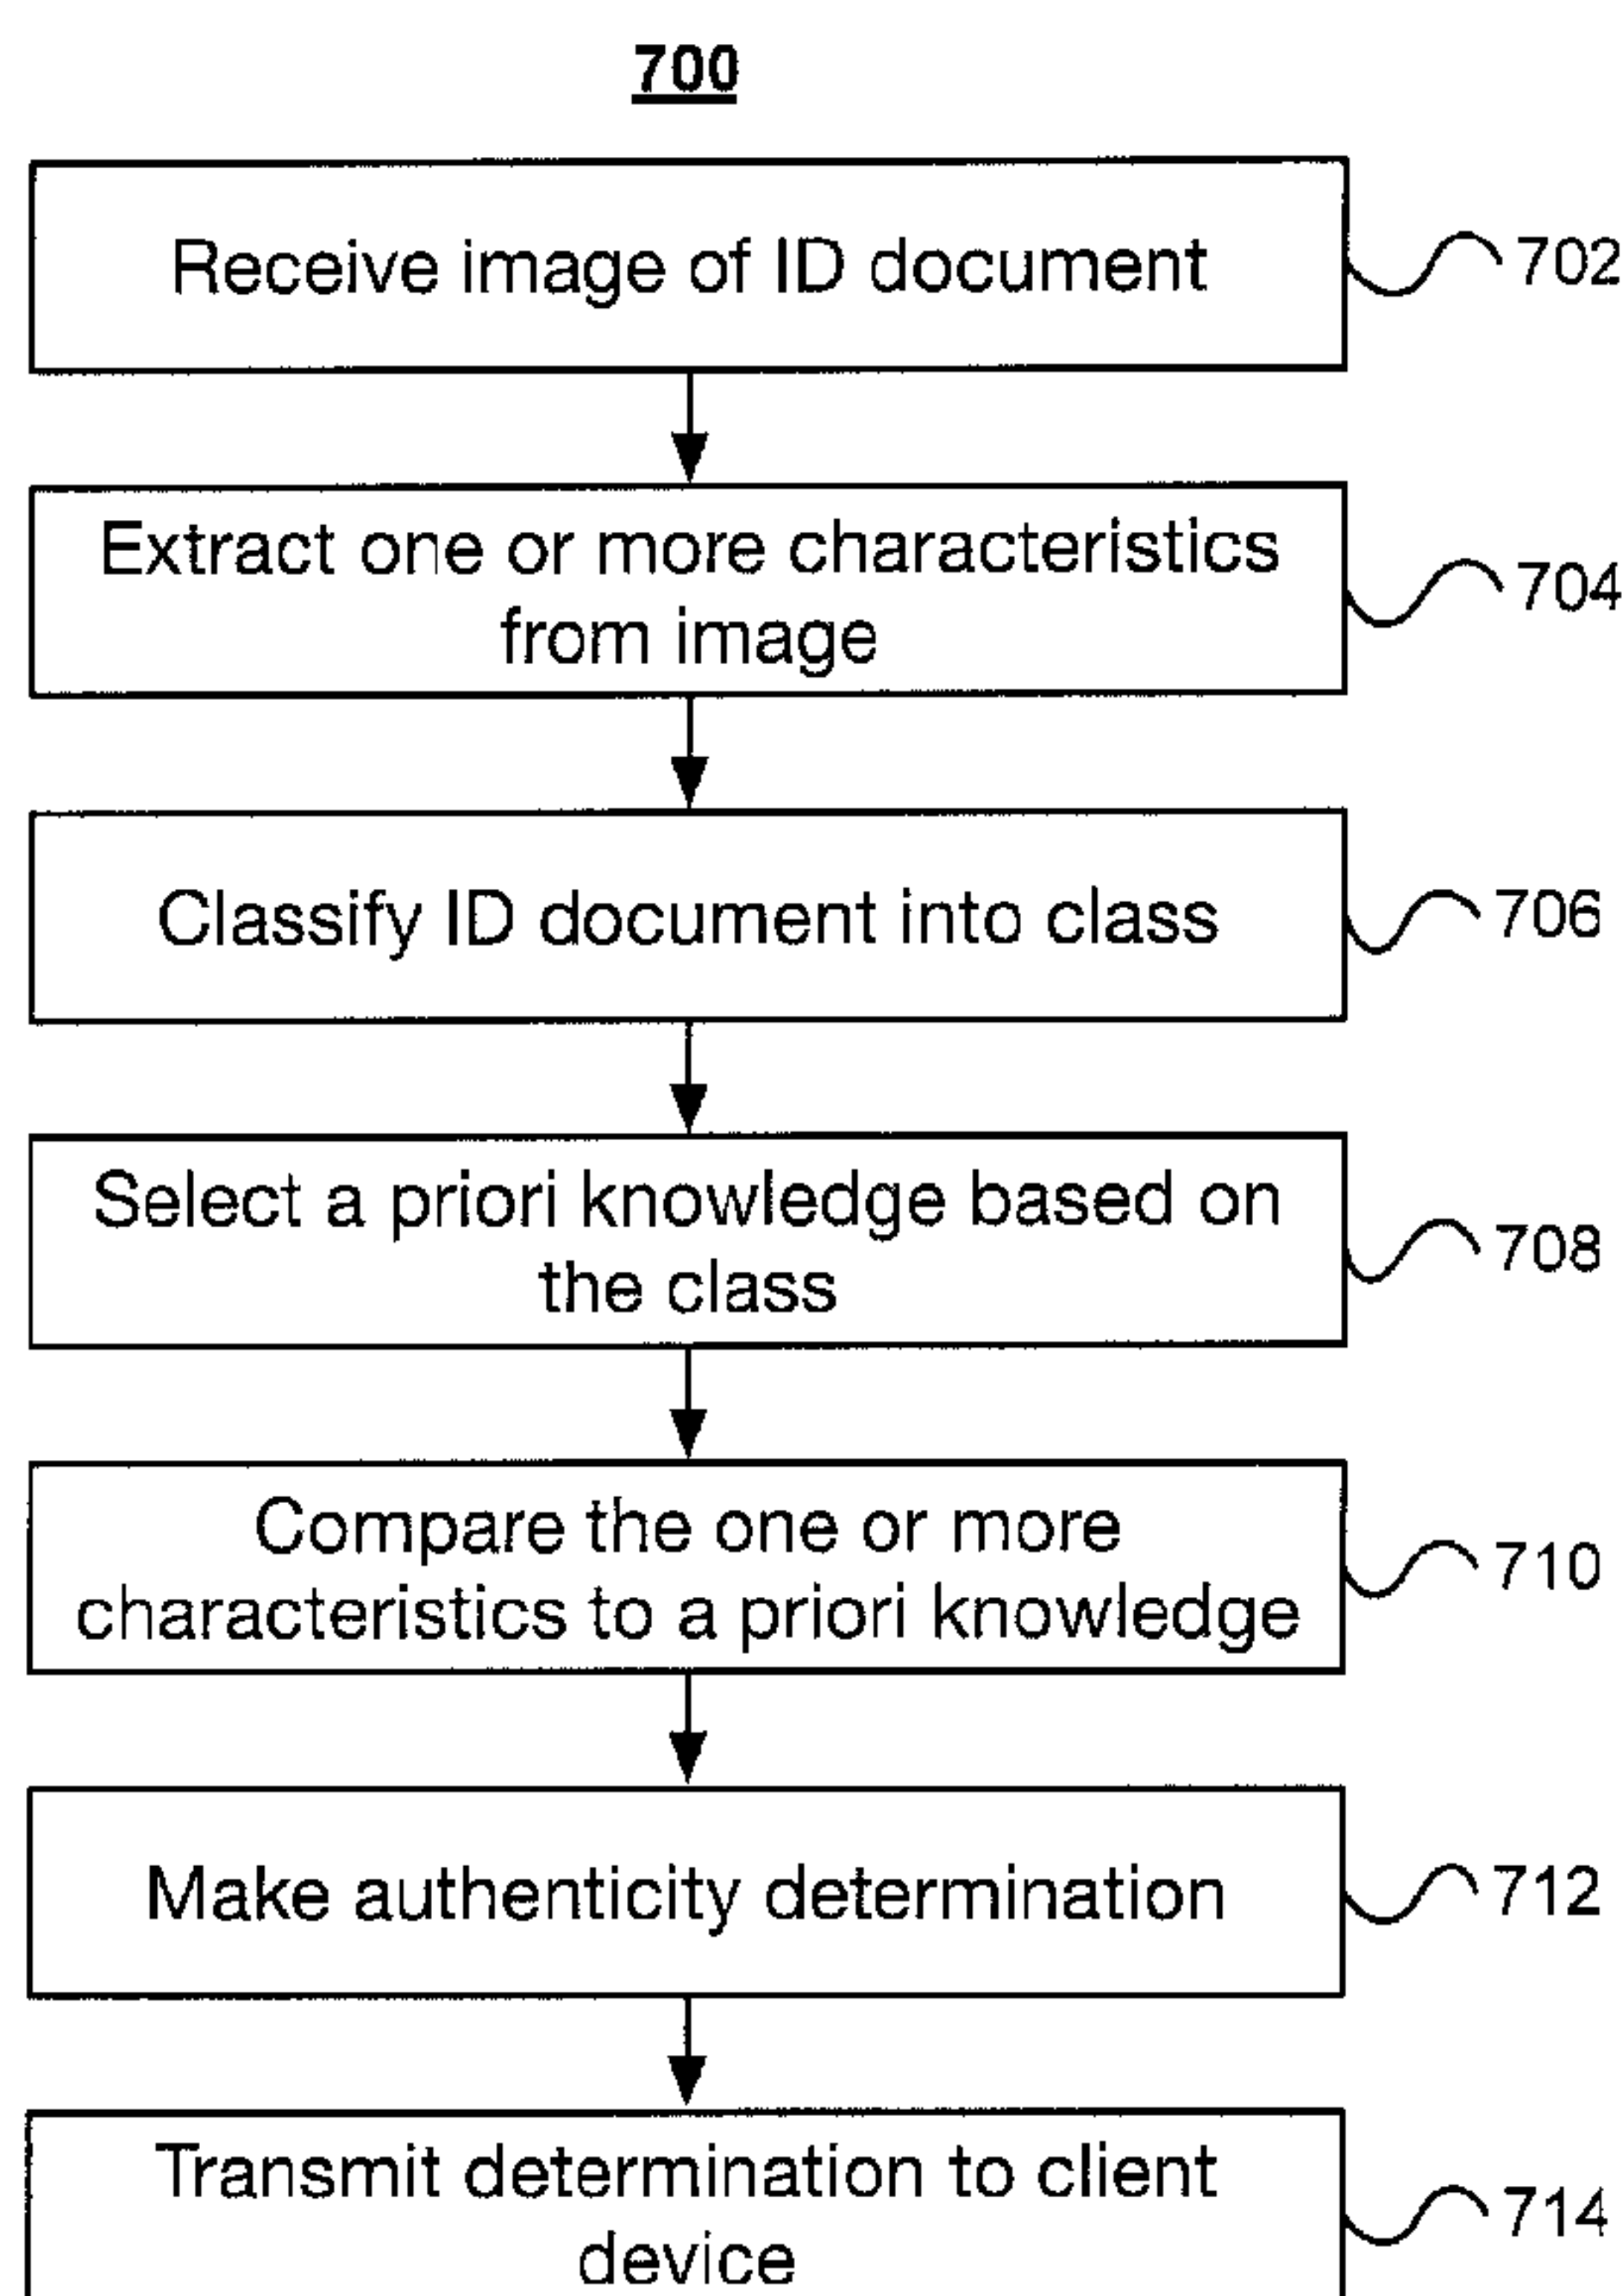 700
Receive image of ID document
702
Extract one or more characteristics
from image
704
Classify ID document into class
706
Select a priori knowledge based on
the class
708
Compare the one or more
characteristics to a priori knowledge
710
Make authenticity determination
712
Transmit determination to client
device
714